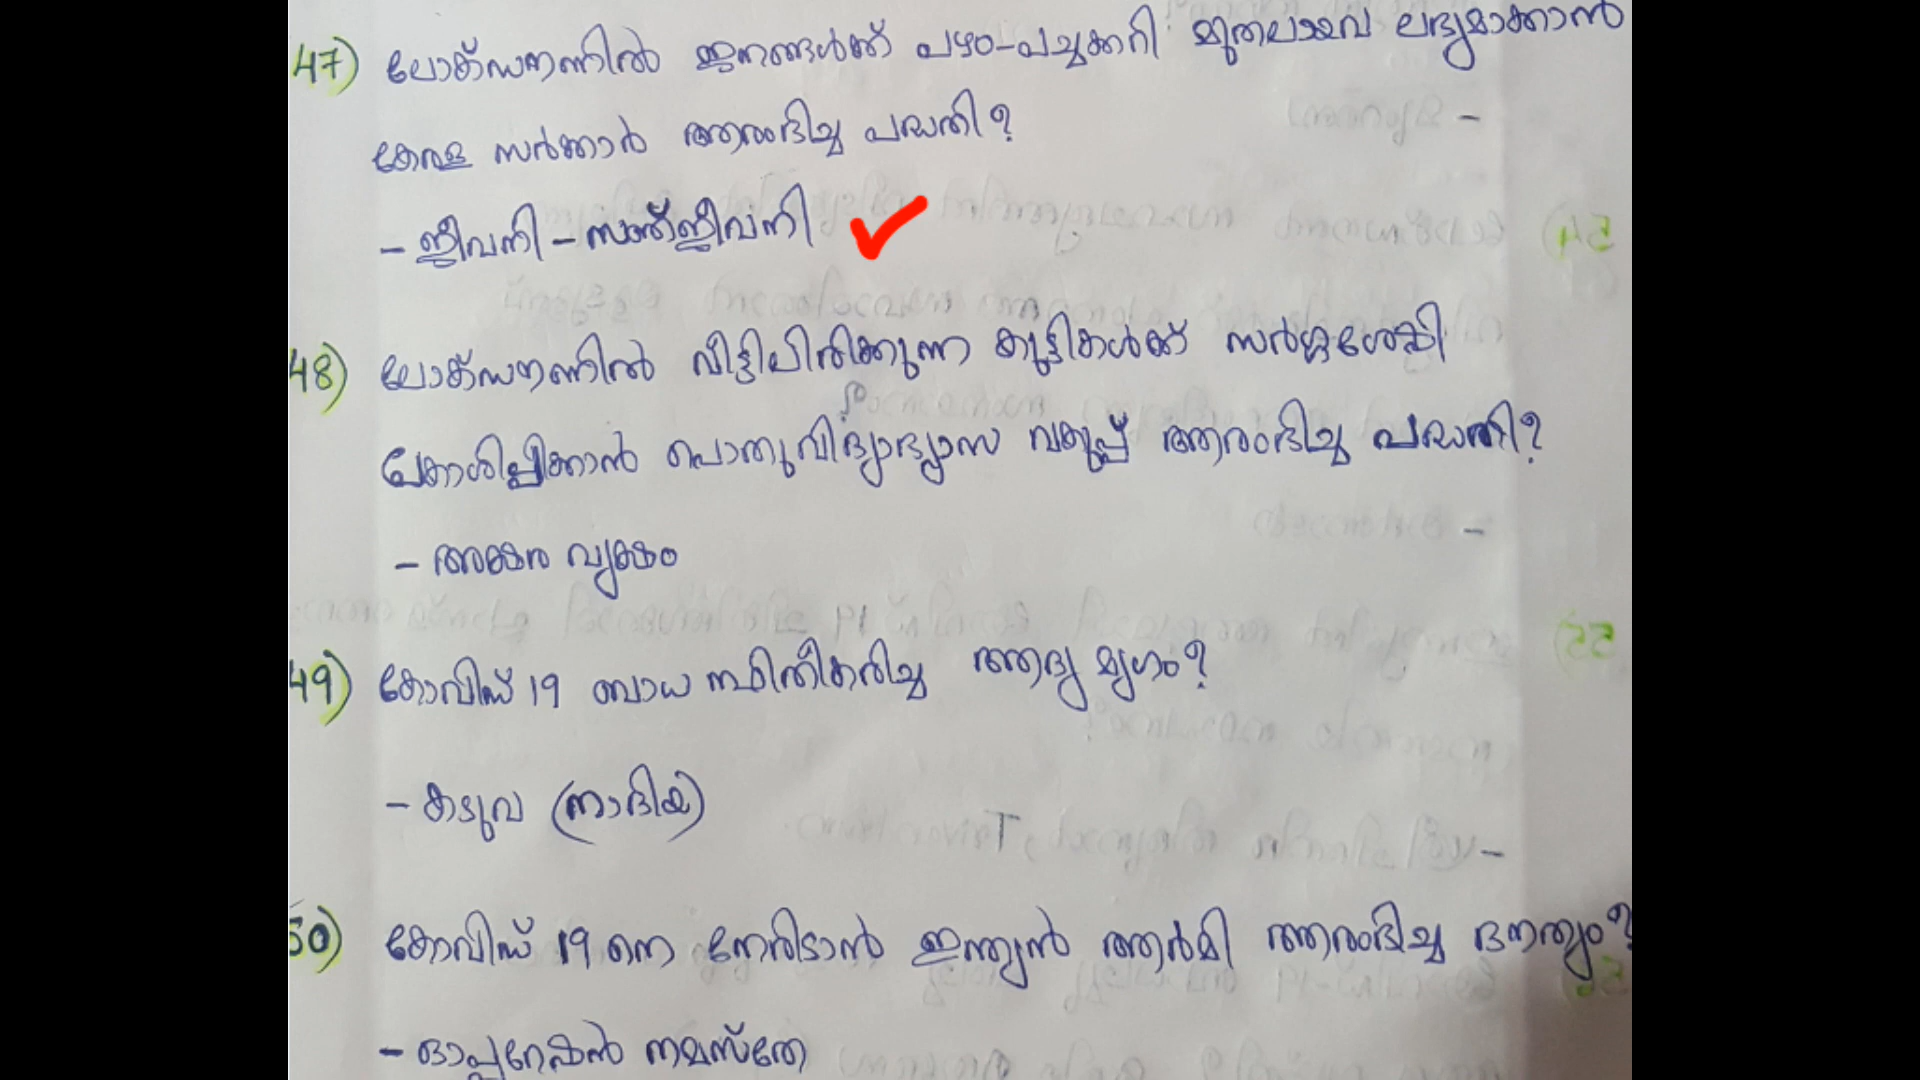 47) ലോക്ഡൗണിൽ ജനങ്ങൾക്ക് പഴം-പച്ചക്കറി മുതലായവ ലഭ്യമാക്കാൻ
കേരള സർക്കാർ ആരംഭിച്ച പദ്ധതി?
- ജീവനി - സഞ്ജീവനി
48) ലോക്ഡൗണിൽ വീട്ടിലിരിക്കുന്ന കുട്ടികൾക്ക് സർഗ്ഗശേഷി
പ്രകാശിപ്പിക്കാൻ പൊതുവിദ്യാഭ്യാസ വകുപ്പ് ആരംഭിച്ച പദ്ധതി?
- അക്ഷര വൃക്ഷം
49) കോവിഡ് 19 ബാധ സ്ഥിരീകരിച്ച ആദ്യ മൃഗം?
- കടുവ (നാദിയ)
50) കോവിഡ് 19 നെ നേരിടാൻ ഇന്ത്യൻ ആർമി ആരംഭിച്ച ദൗത്യം?
- ഓപ്പറേഷൻ നമസ്തേ